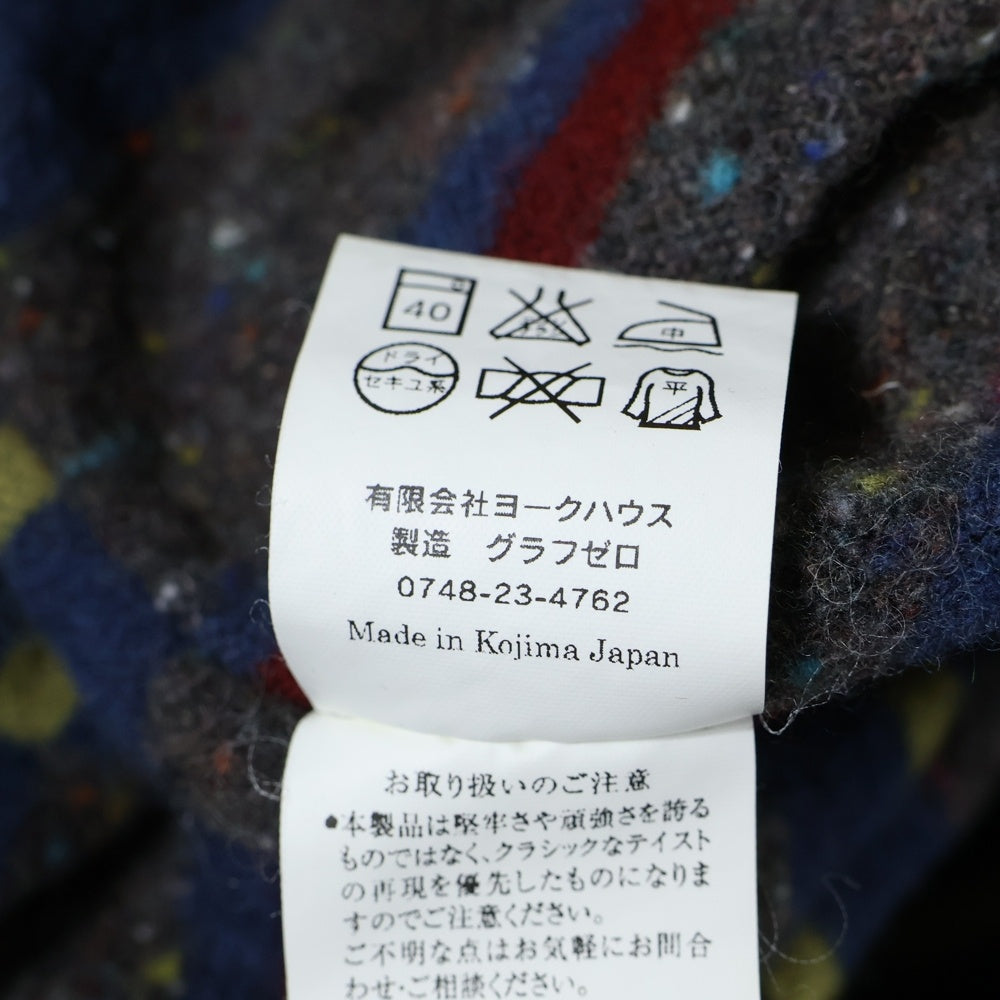 40
エンソサラシ
中
ドライ
セキユ系
平
有限会社ヨークハウス
製造 グラフゼロ
0748-23-4762
Made in Kojima Japan
お取り扱いのご注意
●本製品は堅牢さや頑強さを誇る
ものではなく、クラシックなテイスト
の再現を優先したものになりま
すのでご注意ください。
ご不明な点はお気軽にお問合
わせ・ご相談ください。